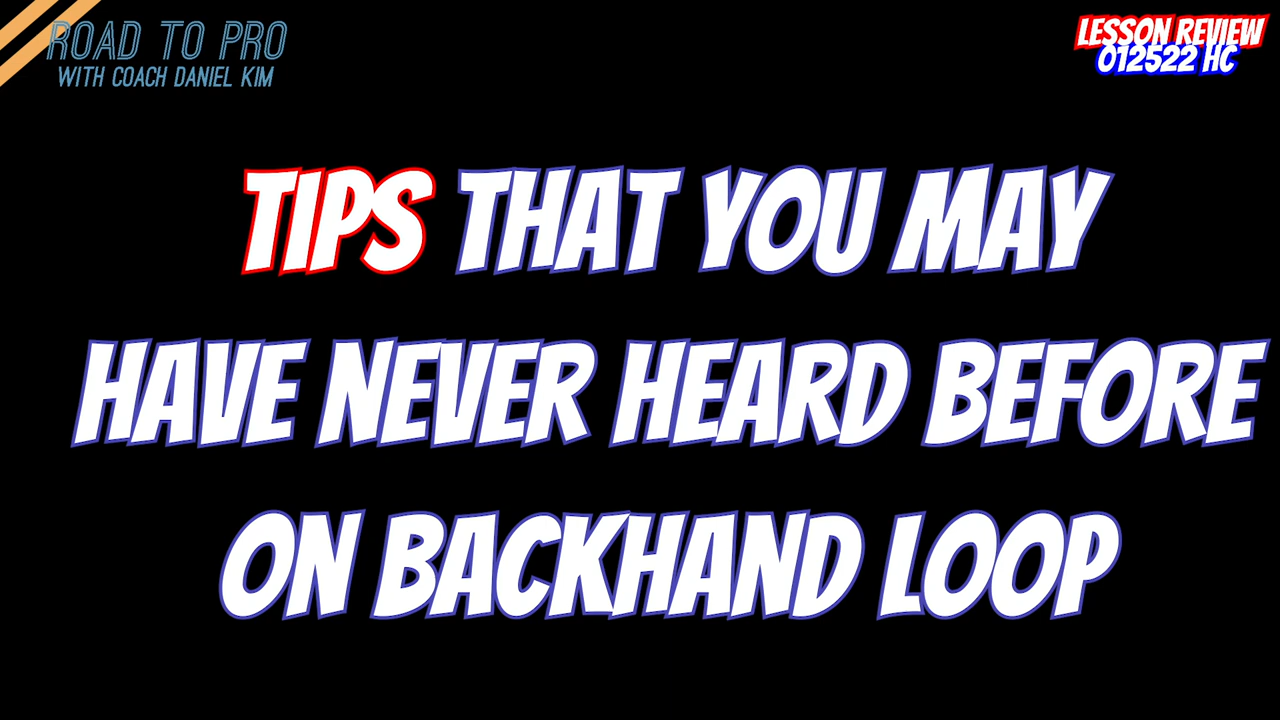 ROAD TO PRO
WITH COACH DANIEL KIM
LESSON REVIEW
012522 HC
TIPS THAT YOU MAY
HAVE NEVER HEARD BEFORE
ON BACKHAND LOOP